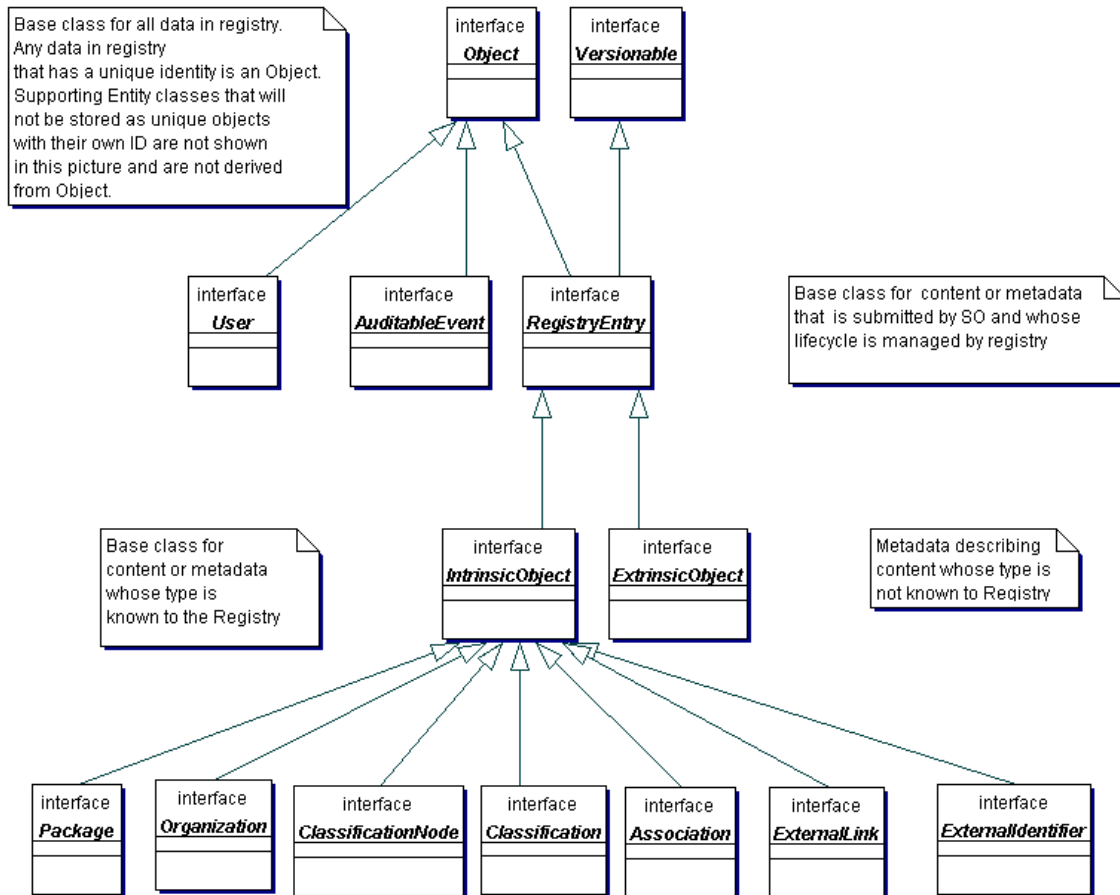 Base class for all data in registry.
Any data in registry
that has a unique identity is an Object.
Supporting Entity classes that will
not be stored as unique objects
with their own ID are not shown
in this picture and are not derived
from Object.
interface
Object
interface
Versionable
interface
User
interface
AuditableEvent
interface
RegistryEntry
Base class for content or metadata
that is submitted by SO and whose
lifecycle is managed by registry
Base class for
content or metadata
whose type is
known to the Registry
interface
IntrinsicObject
interface
ExtrinsicObject
Metadata describing
content whose type is
not known to Registry
interface
Package
interface
Organization
interface
ClassificationNode
interface
Classification
interface
Association
interface
ExternalLink
interface
ExternalIdentifier